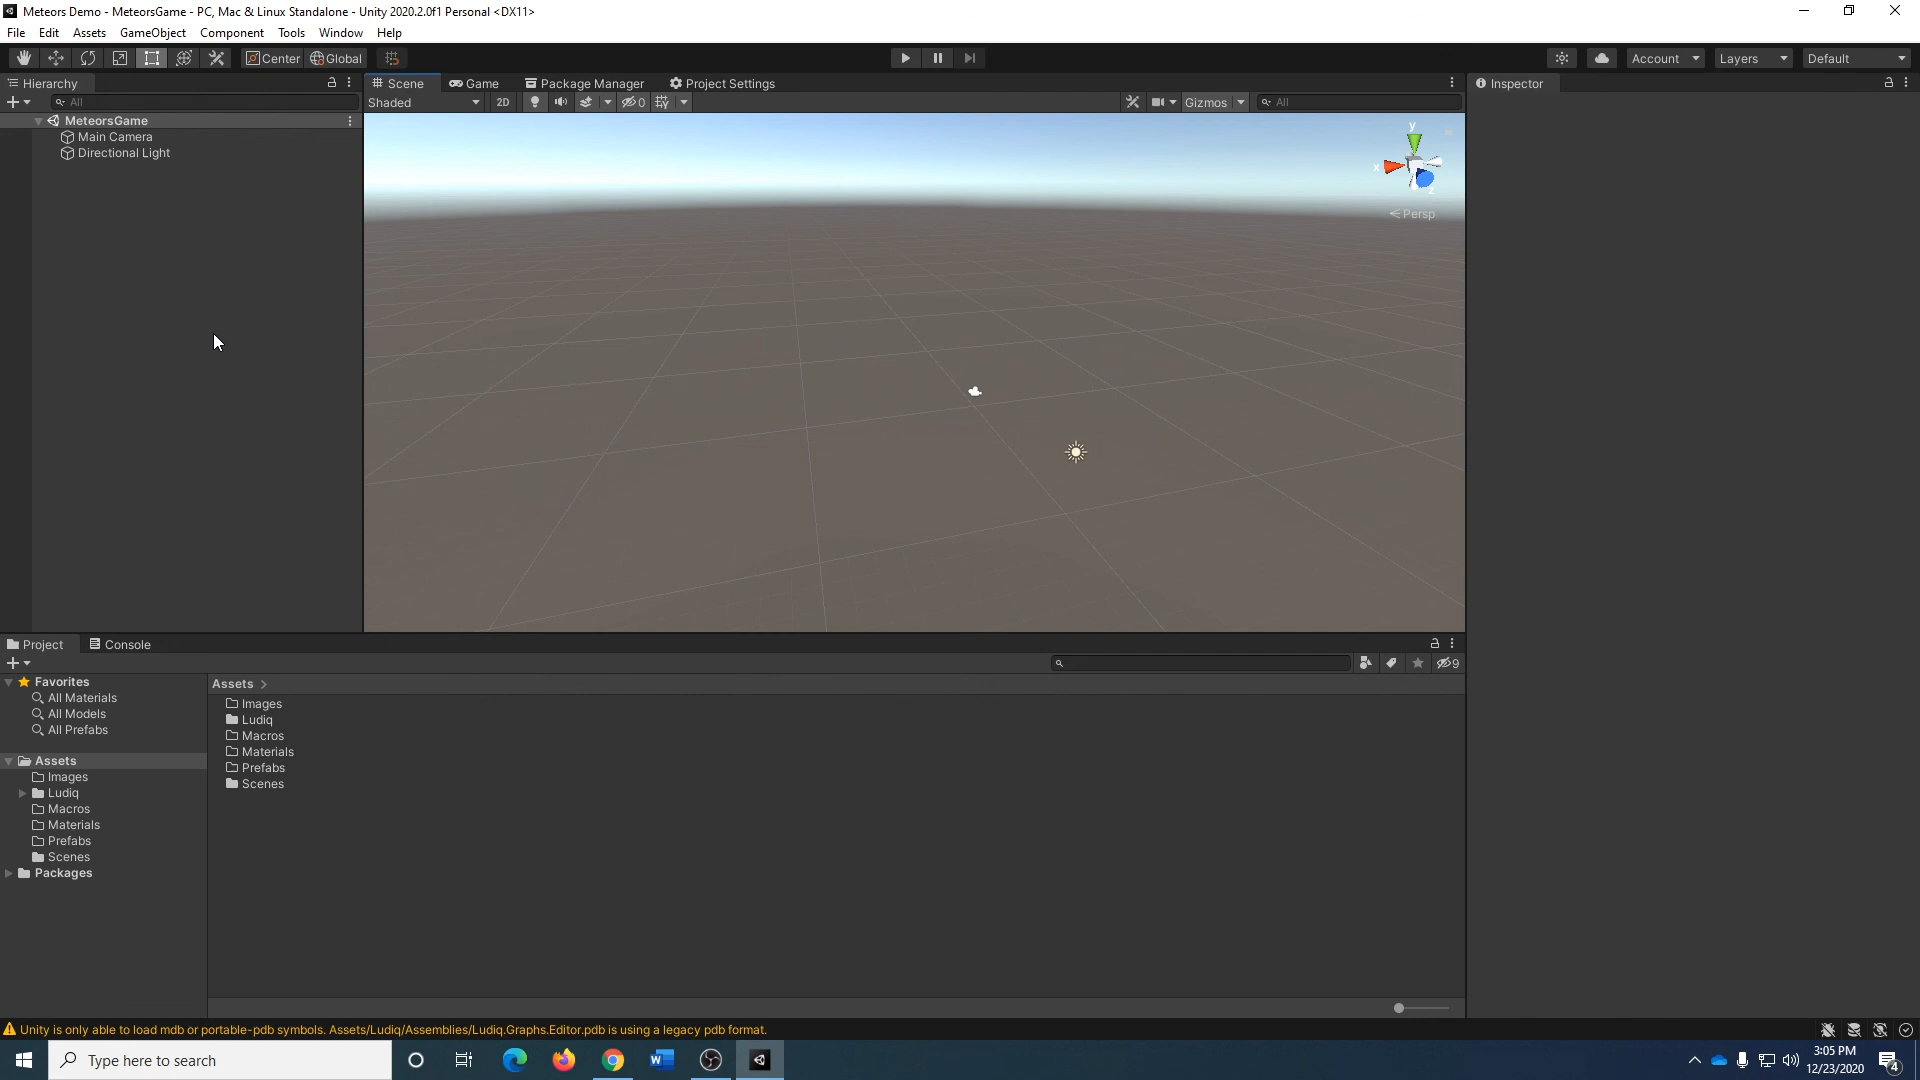 Meteors Demo - MeteorsGame - PC, Mac & Linux Standalone - Unity 2020.2.0f1 Personal <DX11>
File Edit Assets GameObject Component Tools Window Help
Center Global Account Layers Default
Hierarchy
All
MeteorsGame
Main Camera
Directional Light
Scene Game Package Manager Project Settings
Shaded 2D 0 Gizmos All
y
x
z
Persp
Inspector
Project Console
9
Favorites
All Materials
All Models
All Prefabs
Assets
Images
Ludiq
Macros
Materials
Prefabs
Scenes
Packages
Assets >
Images
Ludiq
Macros
Materials
Prefabs
Scenes
Unity is only able to load mdb or portable-pdb symbols. Assets/Ludiq/Assemblies/Ludiq.Graphs.Editor.pdb is using a legacy pdb format.
Type here to search
W
3:05 PM
12/23/2020
4